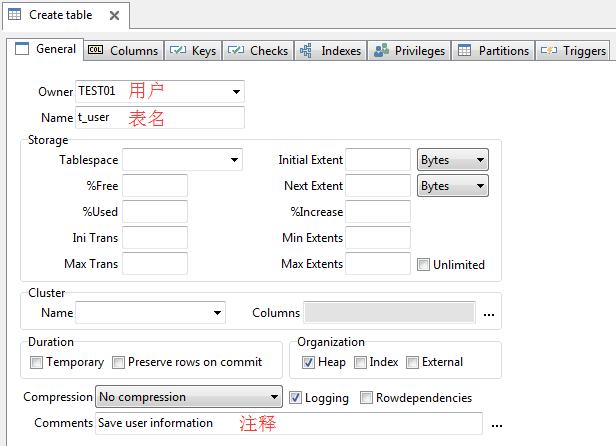 Create table
General Columns Keys Checks Indexes Privileges Partitions Triggers
Owner TEST01 用户
Name t_user 表名
Storage
Tablespace Initial Extent Bytes
%Free Next Extent Bytes
%Used %Increase
Ini Trans Min Extents
Max Trans Max Extents Unlimited
Cluster
Name Columns ...
Duration Organization
Temporary Preserve rows on commit Heap Index External
Compression No compression Logging Rowdependencies
Comments Save user information 注释 ...